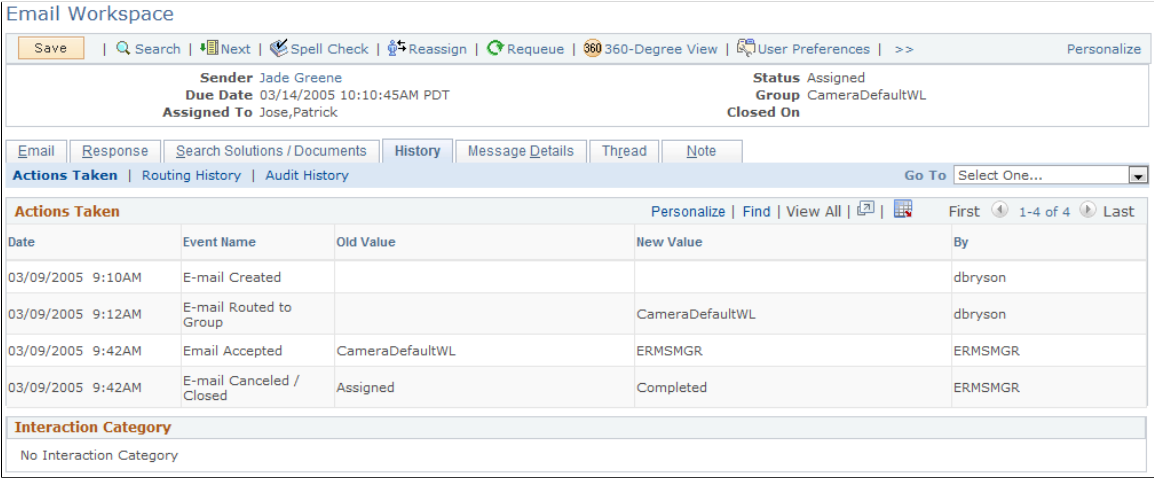 Email Workspace
Save | Search | Next | Spell Check | Reassign | Requeue | 360 360-Degree View | User Preferences | >> Personalize
Sender Jade Greene Status Assigned
Due Date 03/14/2005 10:10:45AM PDT Group CameraDefaultWL
Assigned To Jose,Patrick Closed On
Email Response Search Solutions / Documents History Message Details Thread Note
Actions Taken | Routing History | Audit History Go To Select One...
Actions Taken Personalize | Find | View All | | First 1-4 of 4 Last
Date Event Name Old Value New Value By
03/09/2005 9:10AM E-mail Created dbryson
03/09/2005 9:12AM E-mail Routed to Group CameraDefaultWL dbryson
03/09/2005 9:42AM Email Accepted CameraDefaultWL ERMSMGR ERMSMGR
03/09/2005 9:42AM E-mail Canceled / Closed Assigned Completed ERMSMGR
Interaction Category
No Interaction Category